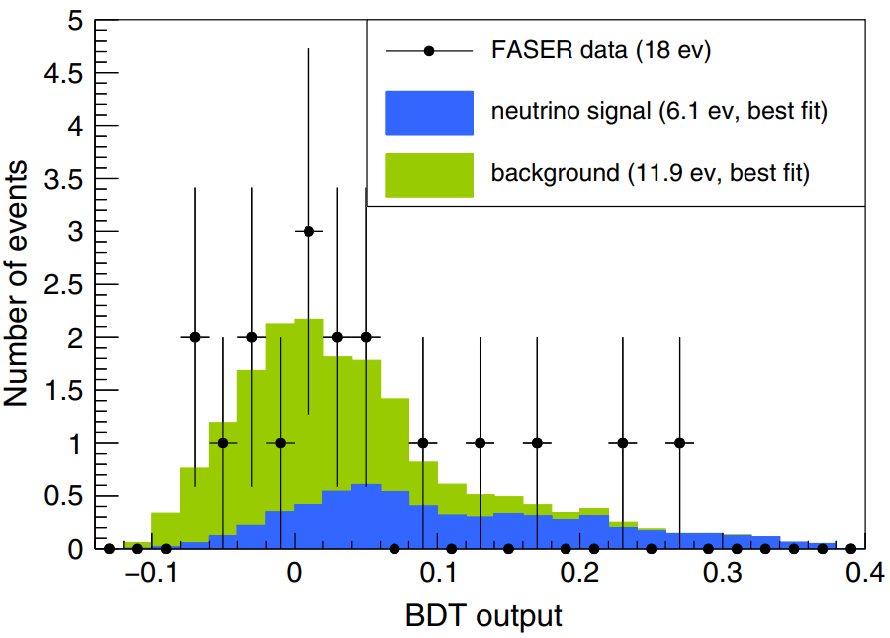 Number of events
5
4.5
4
3.5
3
2.5
2
1.5
1
0.5
0
FASER data (18 ev)
neutrino signal (6.1 ev, best fit)
background (11.9 ev, best fit)
−0.1 0 0.1 0.2 0.3 0.4
BDT output